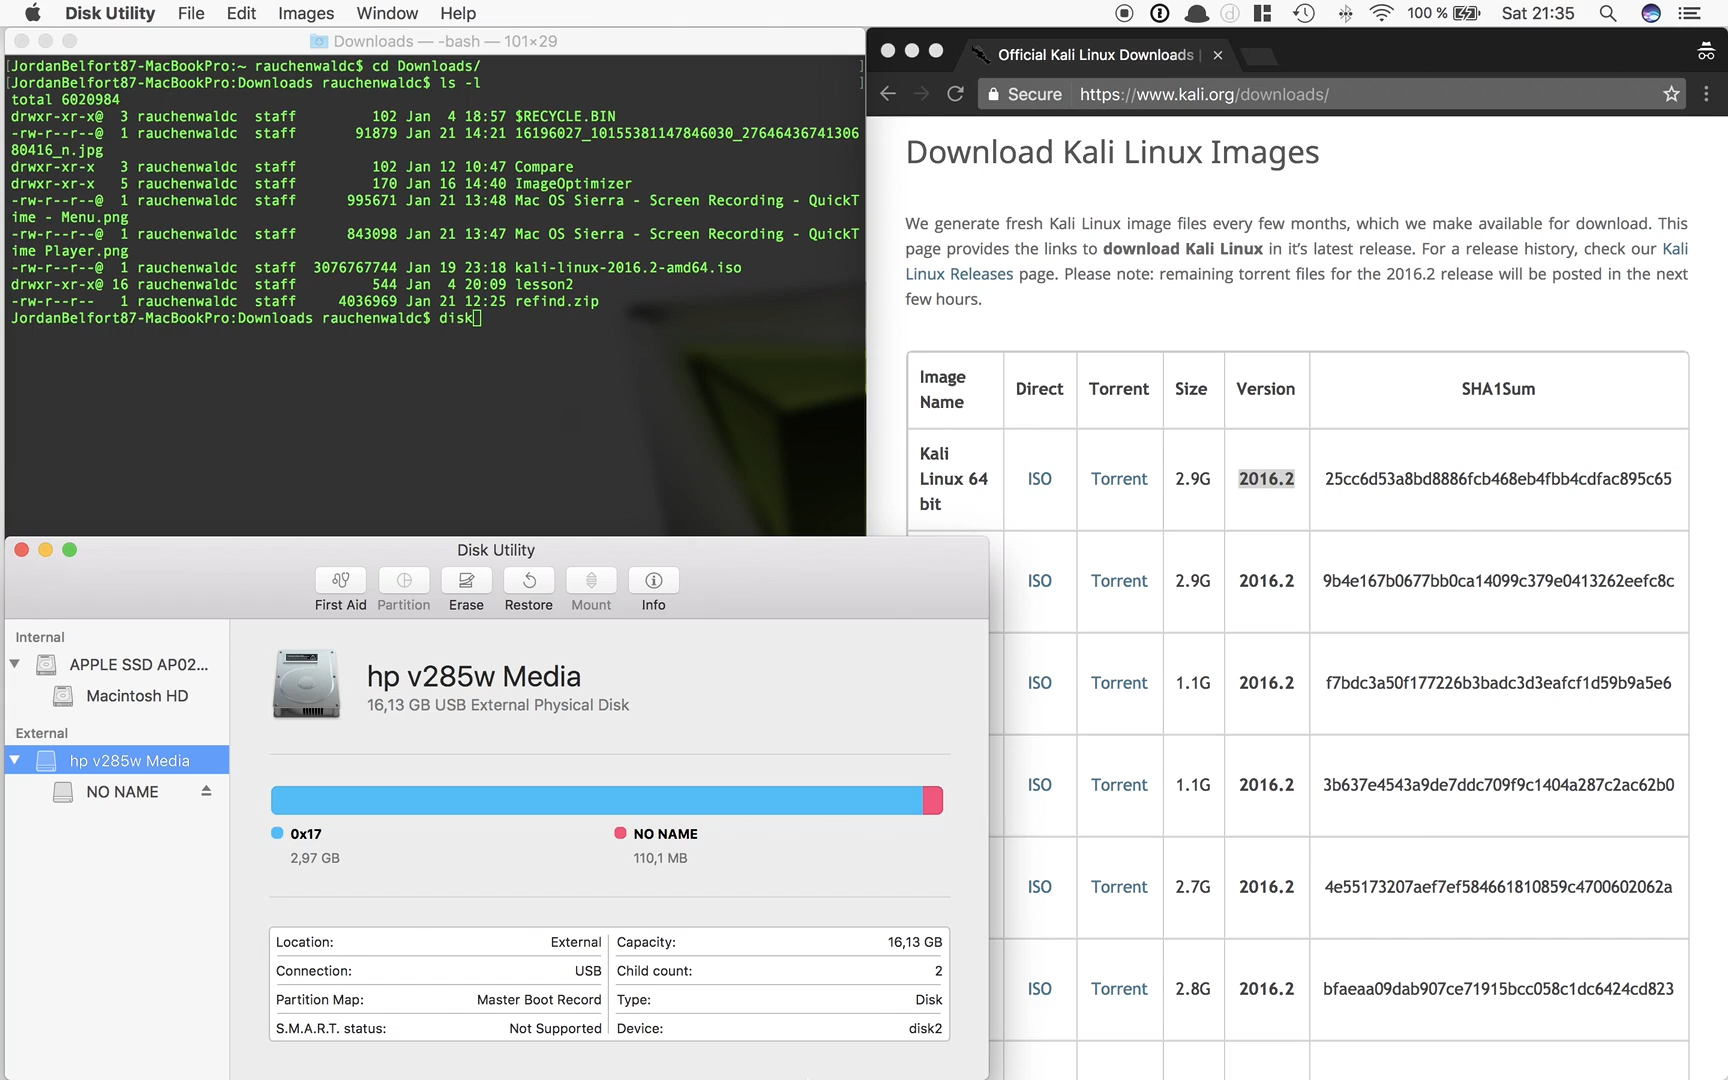 Disk Utility File Edit Images Window Help
100 % Sat 21:35
Downloads — -bash — 101×29
[JordanBelfort87-MacBookPro:~ rauchenwaldc$ cd Downloads/ ]
[JordanBelfort87-MacBookPro:Downloads rauchenwaldc$ ls -l ]
total 6020984
drwxr-xr-x@ 3 rauchenwaldc staff 102 Jan 4 18:57 $RECYCLE.BIN
-rw-r--r--@ 1 rauchenwaldc staff 91879 Jan 21 14:21 16196027_10155381147846030_27646436741306
80416_n.jpg
drwxr-xr-x 3 rauchenwaldc staff 102 Jan 12 10:47 Compare
drwxr-xr-x 5 rauchenwaldc staff 170 Jan 16 14:40 ImageOptimizer
-rw-r--r--@ 1 rauchenwaldc staff 995671 Jan 21 13:48 Mac OS Sierra - Screen Recording - QuickT
ime - Menu.png
-rw-r--r--@ 1 rauchenwaldc staff 843098 Jan 21 13:47 Mac OS Sierra - Screen Recording - QuickT
ime Player.png
-rw-r--r--@ 1 rauchenwaldc staff 3076767744 Jan 19 23:18 kali-linux-2016.2-amd64.iso
drwxr-xr-x@ 16 rauchenwaldc staff 544 Jan 4 20:09 lesson2
-rw-r--r-- 1 rauchenwaldc staff 4036969 Jan 21 12:25 refind.zip
JordanBelfort87-MacBookPro:Downloads rauchenwaldc$ disk
Official Kali Linux Downloads |
Secure https://www.kali.org/downloads/
Download Kali Linux Images
We generate fresh Kali Linux image files every few months, which we make available for download. This
page provides the links to download Kali Linux in it’s latest release. For a release history, check our Kali
Linux Releases page. Please note: remaining torrent files for the 2016.2 release will be posted in the next
few hours.
Image Name Direct Torrent Size Version SHA1Sum
Kali Linux 64 bit ISO Torrent 2.9G 2016.2 25cc6d53a8bd8886fcb468eb4fbb4cdfac895c65
ISO Torrent 2.9G 2016.2 9b4e167b0677bb0ca14099c379e0413262eefc8c
ISO Torrent 1.1G 2016.2 f7bdc3a50f177226b3badc3d3eafcf1d59b9a5e6
ISO Torrent 1.1G 2016.2 3b637e4543a9de7ddc709f9c1404a287c2ac62b0
ISO Torrent 2.7G 2016.2 4e55173207aef7ef584661810859c4700602062a
ISO Torrent 2.8G 2016.2 bfaeaa09dab907ce71915bcc058c1dc6424cd823
Disk Utility
First Aid Partition Erase Restore Mount Info
Internal
APPLE SSD AP02...
Macintosh HD
External
hp v285w Media
NO NAME
hp v285w Media
16,13 GB USB External Physical Disk
0x17 NO NAME
2,97 GB 110,1 MB
Location: External Capacity: 16,13 GB
Connection: USB Child count: 2
Partition Map: Master Boot Record Type: Disk
S.M.A.R.T. status: Not Supported Device: disk2